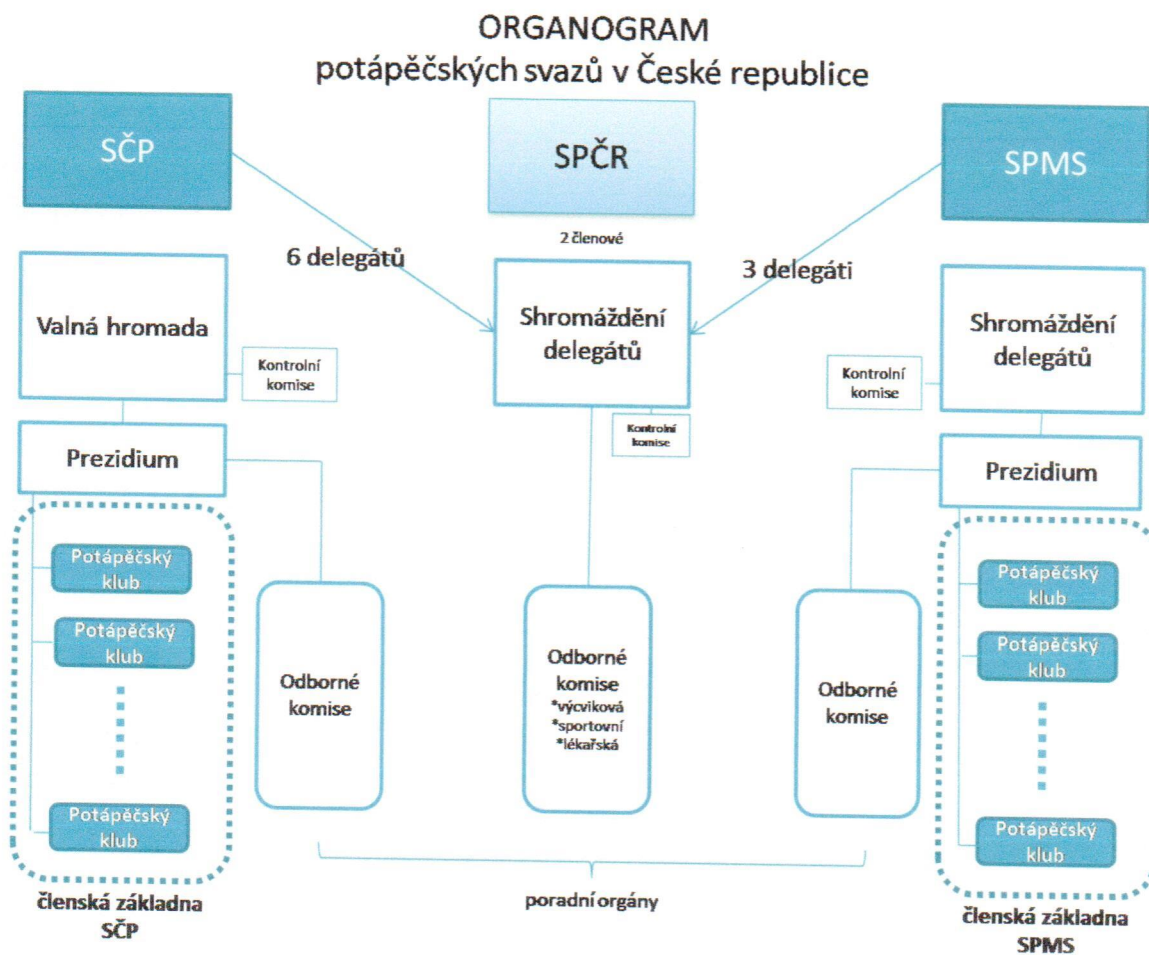 ORGANOGRAM
potápěčských svazů v České republice
SČP
SPČR
SPMS
2 členové
6 delegátů
3 delegáti
Valná hromada
Kontrolní
komise
Shromáždění
delegátů
Kontrolní
komise
Shromáždění
delegátů
Kontrolní
komise
Prezidium
Prezidium
Potápěčský
klub
Potápěčský
klub
Potápěčský
klub
Odborné
komise
Odborné
komise
*výcviková
*sportovní
*lékařská
Odborné
komise
Potápěčský
klub
Potápěčský
klub
Potápěčský
klub
členská základna
SČP
poradní orgány
členská základna
SPMS